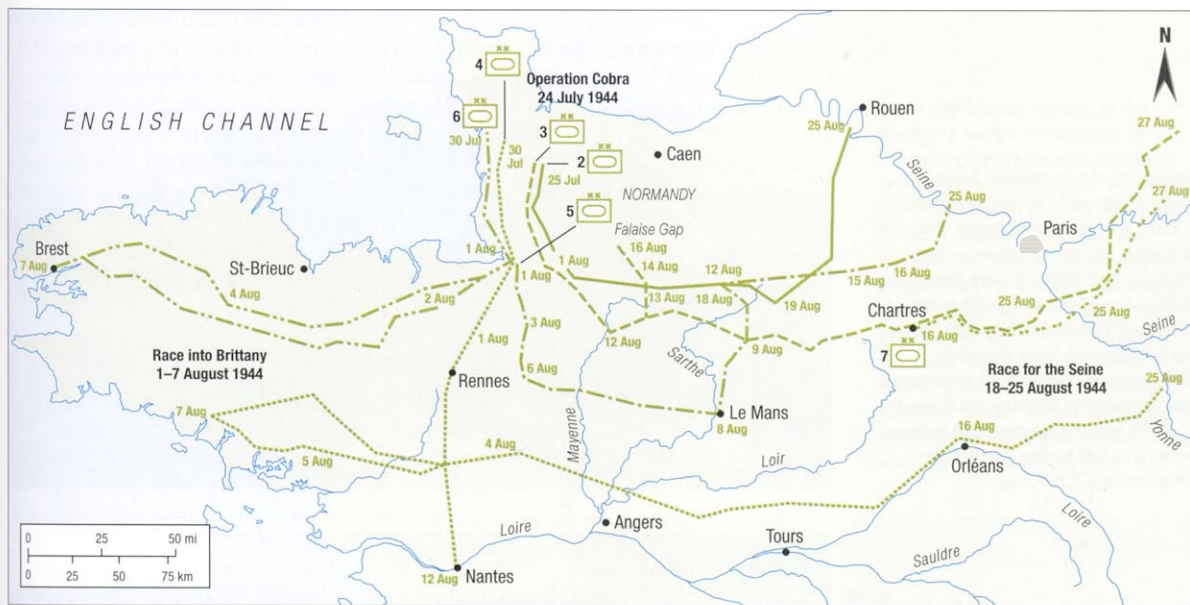 N
4
Operation Cobra
24 July 1944
ENGLISH CHANNEL
6
30 Jul
30
Jul
3
2
25 Jul
5
Caen
NORMANDY
Falaise Gap
Rouen
25 Aug
Seine
27 Aug
27 Aug
25 Aug
Paris
Brest
7 Aug
St-Brieuc
4 Aug
2 Aug
1 Aug
1 Aug
1 Aug
16 Aug
14 Aug
12 Aug
13 Aug
18 Aug
19 Aug
15 Aug
16 Aug
25 Aug
25 Aug
Chartres
16 Aug
7
Seine
Race into Brittany
1–7 August 1944
1 Aug
3 Aug
12 Aug
9 Aug
Sarthe
6 Aug
Rennes
Le Mans
8 Aug
Race for the Seine
18–25 August 1944
25 Aug
Yonne
7 Aug
5 Aug
4 Aug
Mayenne
Loir
16 Aug
Orléans
Loire
Angers
Loire
Tours
Sauldre
12 Aug
Nantes
0 25 50 mi
0 25 50 75 km